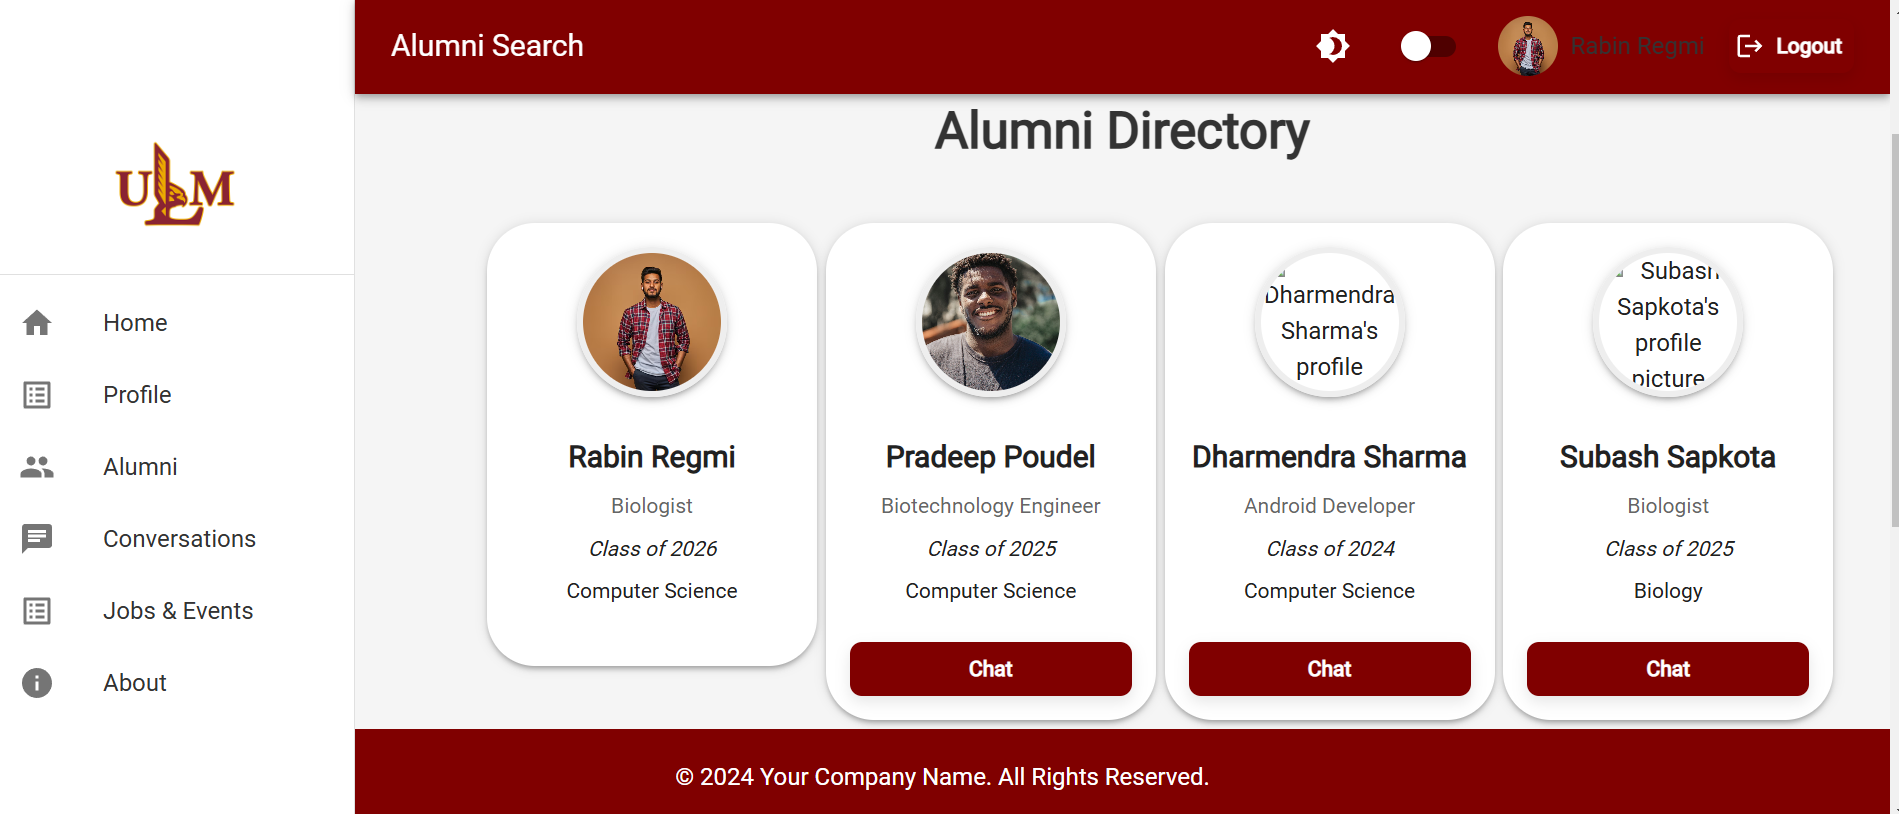 Alumni Search
Rabin Regmi
Logout
ULM
Home
Profile
Alumni
Conversations
Jobs & Events
About
Alumni Directory
Rabin Regmi
Biologist
Class of 2026
Computer Science
Pradeep Poudel
Biotechnology Engineer
Class of 2025
Computer Science
Chat
Dharmendra
Sharma's
profile
Dharmendra Sharma
Android Developer
Class of 2024
Computer Science
Chat
Subash
Sapkota's
profile
picture
Subash Sapkota
Biologist
Class of 2025
Biology
Chat
© 2024 Your Company Name. All Rights Reserved.